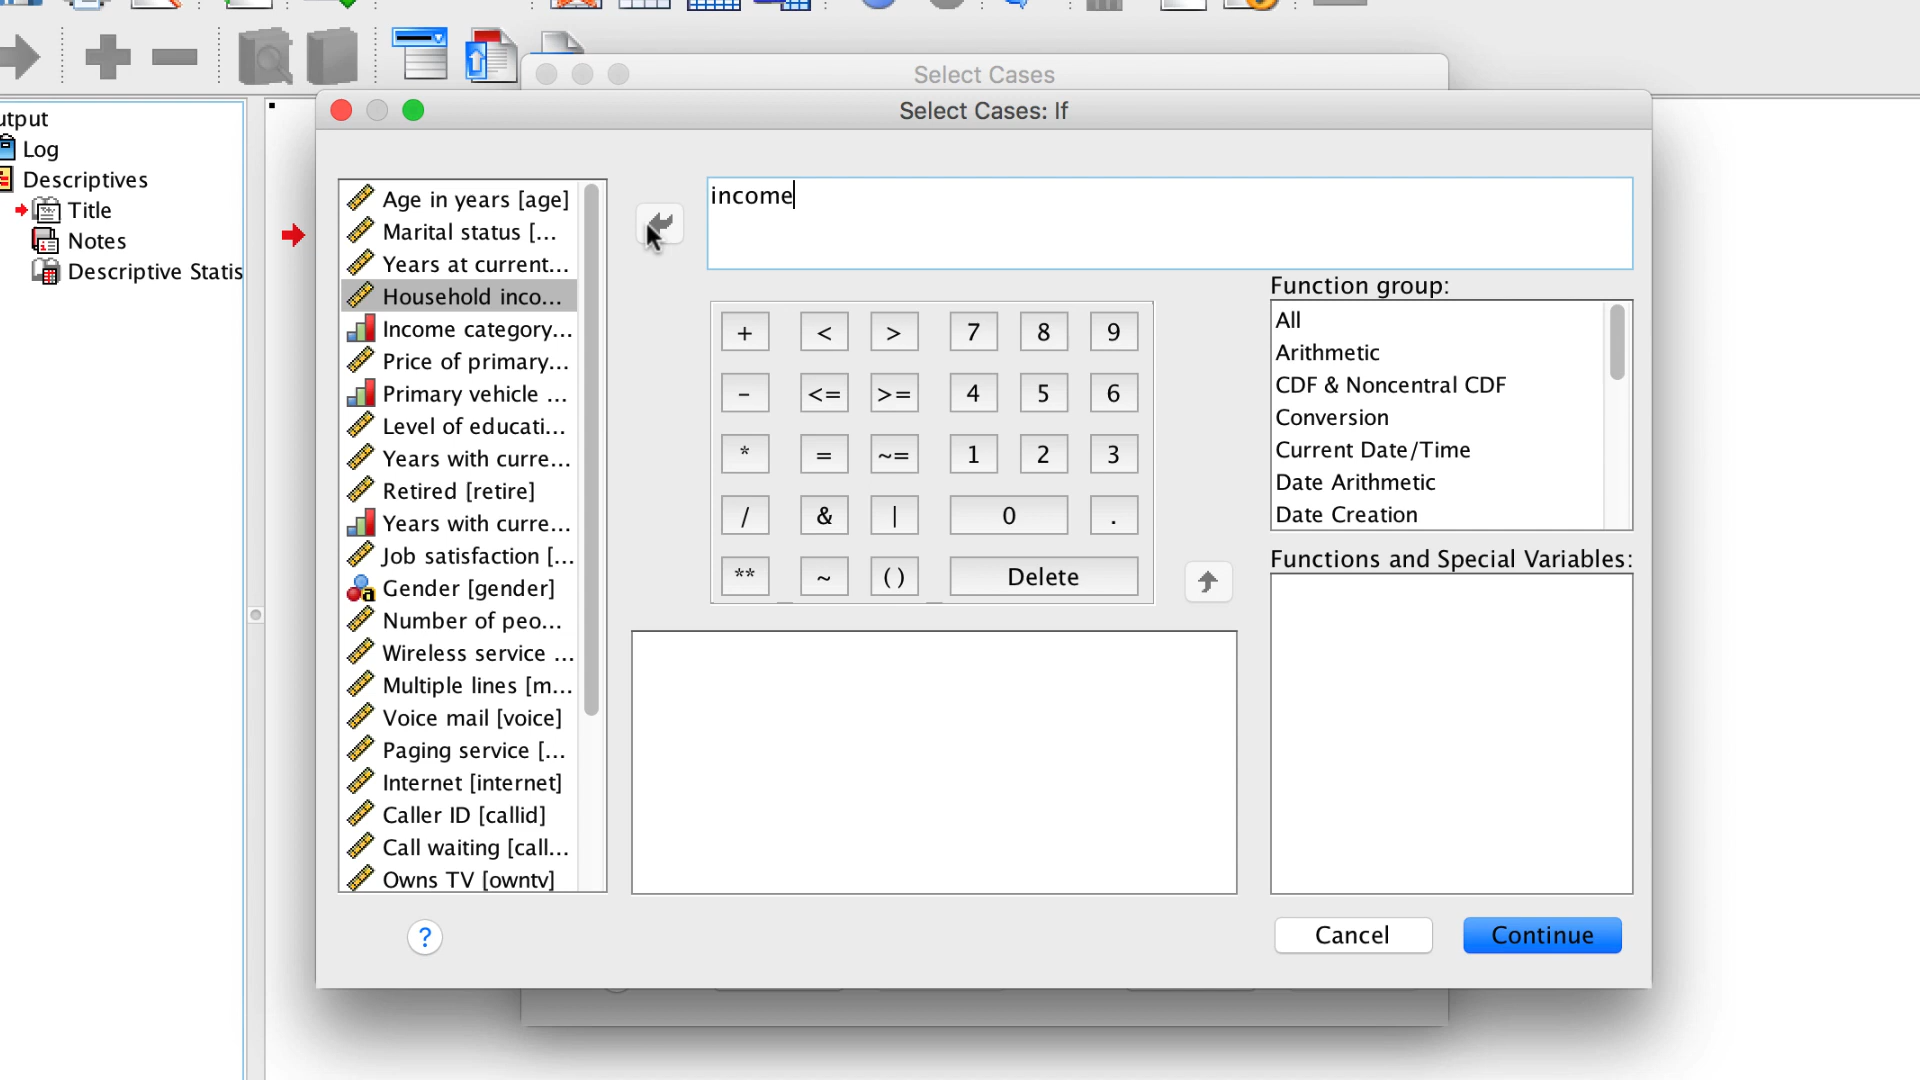 Select Cases
Select Cases: If
utput
Log
Descriptives
Title
Notes
Descriptive Statis
Age in years [age]
Marital status [...
Years at current...
Household inco...
Income category...
Price of primary...
Primary vehicle ...
Level of educati...
Years with curre...
Retired [retire]
Years with curre...
Job satisfaction [...
Gender [gender]
Number of peo...
Wireless service ...
Multiple lines [m...
Voice mail [voice]
Paging service [...
Internet [internet]
Caller ID [callid]
Call waiting [call...
Owns TV [owntv]
income
+ < > 7 8 9
- <= >= 4 5 6
* = ~= 1 2 3
/ & | 0 .
** ~ () Delete
Function group:
All
Arithmetic
CDF & Noncentral CDF
Conversion
Current Date/Time
Date Arithmetic
Date Creation
Functions and Special Variables:
?
Cancel
Continue